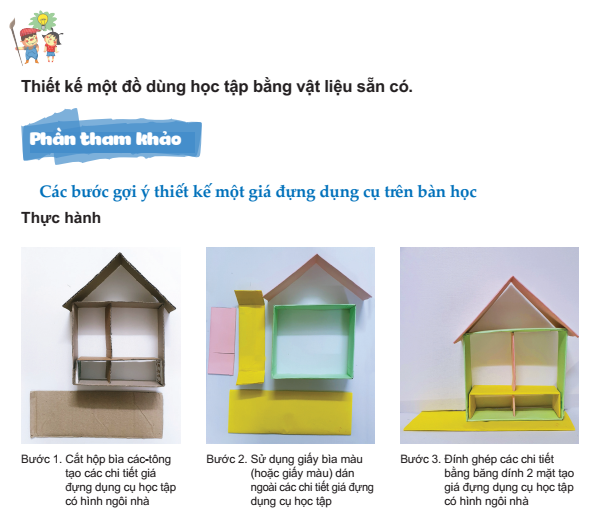 Thiết kế một đồ dùng học tập bằng vật liệu sẵn có.
Phần tham khảo
Các bước gợi ý thiết kế một giá đựng dụng cụ trên bàn học
Thực hành
Bước 1. Cắt hộp bìa các-tông
tạo các chi tiết giá
đựng dụng cụ học tập
có hình ngôi nhà
Bước 2. Sử dụng giấy bìa màu
(hoặc giấy màu) dán
ngoài các chi tiết giá đựng
dụng cụ học tập
Bước 3. Đính ghép các chi tiết
bằng băng dính 2 mặt tạo
giá đựng dụng cụ học tập
có hình ngôi nhà